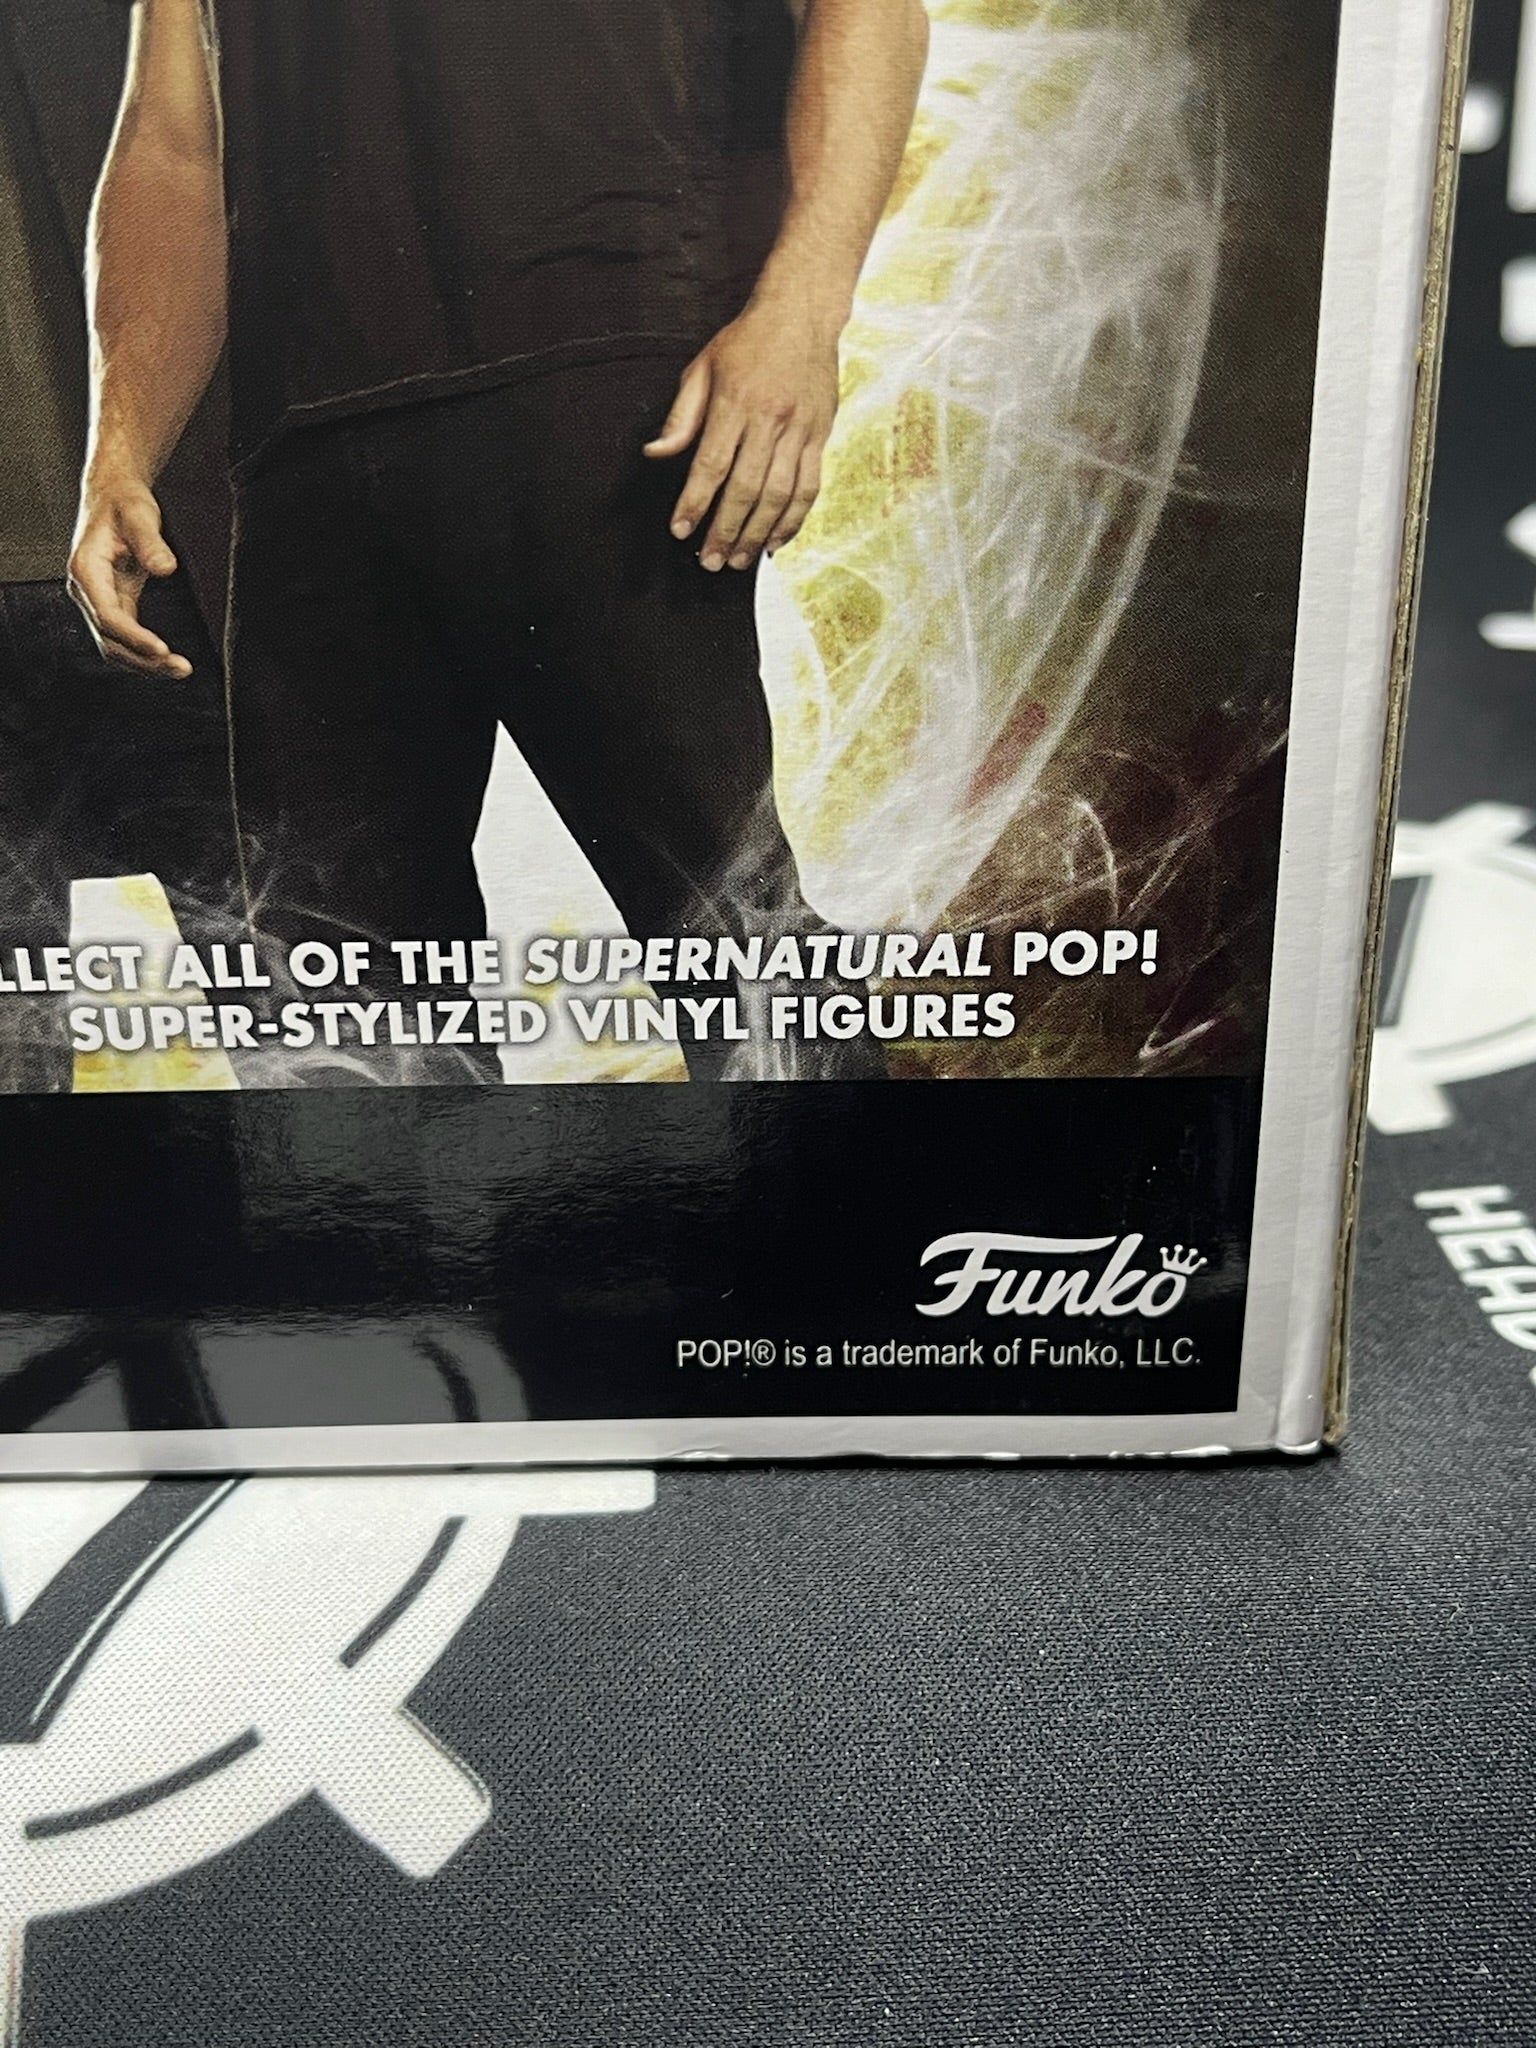 LLECT ALL OF THE SUPERNATURAL POP!
SUPER-STYLIZED VINYL FIGURES
Funko
POP!® is a trademark of Funko, LLC.